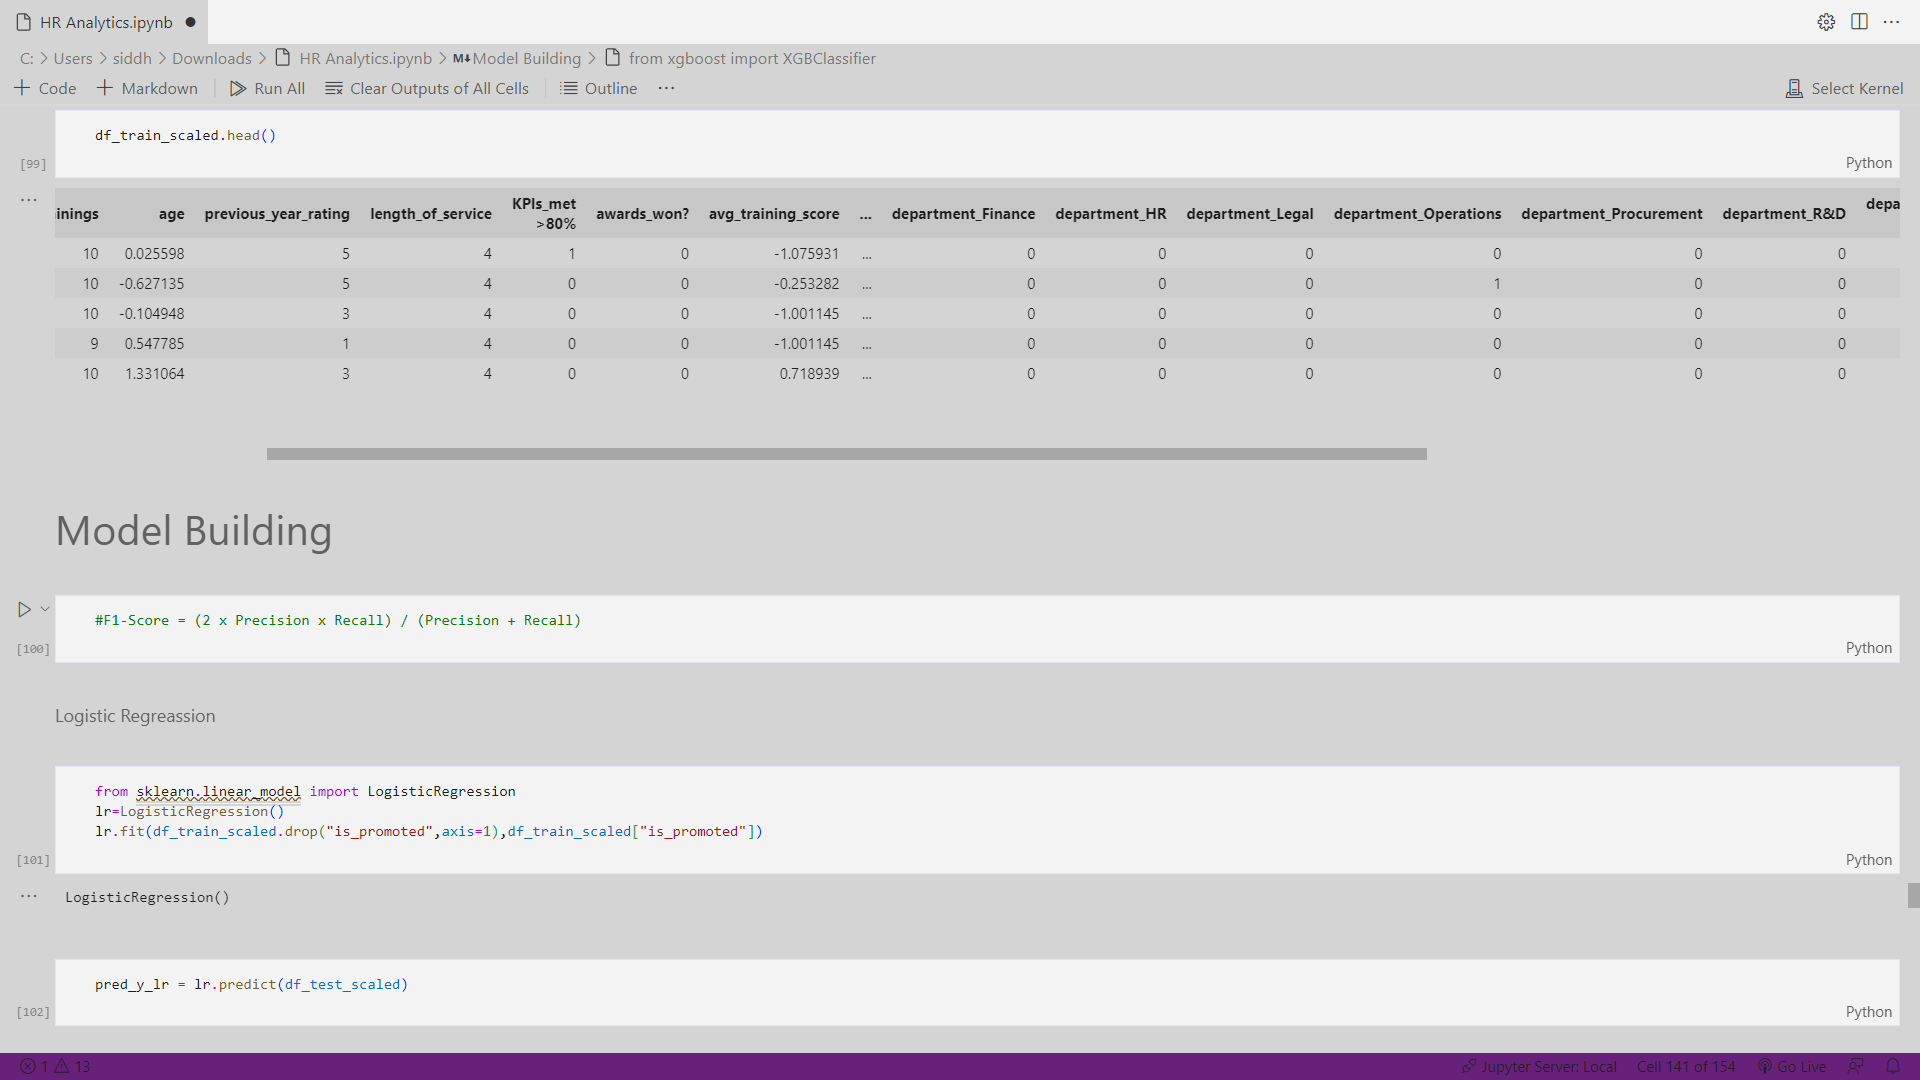 HR Analytics.ipynb ●
C: > Users > siddh > Downloads > HR Analytics.ipynb > M↓Model Building > from xgboost import XGBClassifier
+ Code + Markdown Run All Clear Outputs of All Cells Outline ··· Select Kernel
df_train_scaled.head()
[99] Python
inings age previous_year_rating length_of_service KPIs_met >80% awards_won? avg_training_score ... department_Finance department_HR department_Legal department_Operations department_Procurement department_R&D depa
10 0.025598 5 4 1 0 -1.075931 ... 0 0 0 0 0 0
10 -0.627135 5 4 0 0 -0.253282 ... 0 0 0 1 0 0
10 -0.104948 3 4 0 0 -1.001145 ... 0 0 0 0 0 0
9 0.547785 1 4 0 0 -1.001145 ... 0 0 0 0 0 0
10 1.331064 3 4 0 0 0.718939 ... 0 0 0 0 0 0
Model Building
#F1-Score = (2 x Precision x Recall) / (Precision + Recall)
[100] Python
Logistic Regreassion
from sklearn.linear_model import LogisticRegression
lr=LogisticRegression()
lr.fit(df_train_scaled.drop("is_promoted",axis=1),df_train_scaled["is_promoted"])
[101] Python
LogisticRegression()
pred_y_lr = lr.predict(df_test_scaled)
[102] Python
1 13 Jupyter Server: Local Cell 141 of 154 Go Live